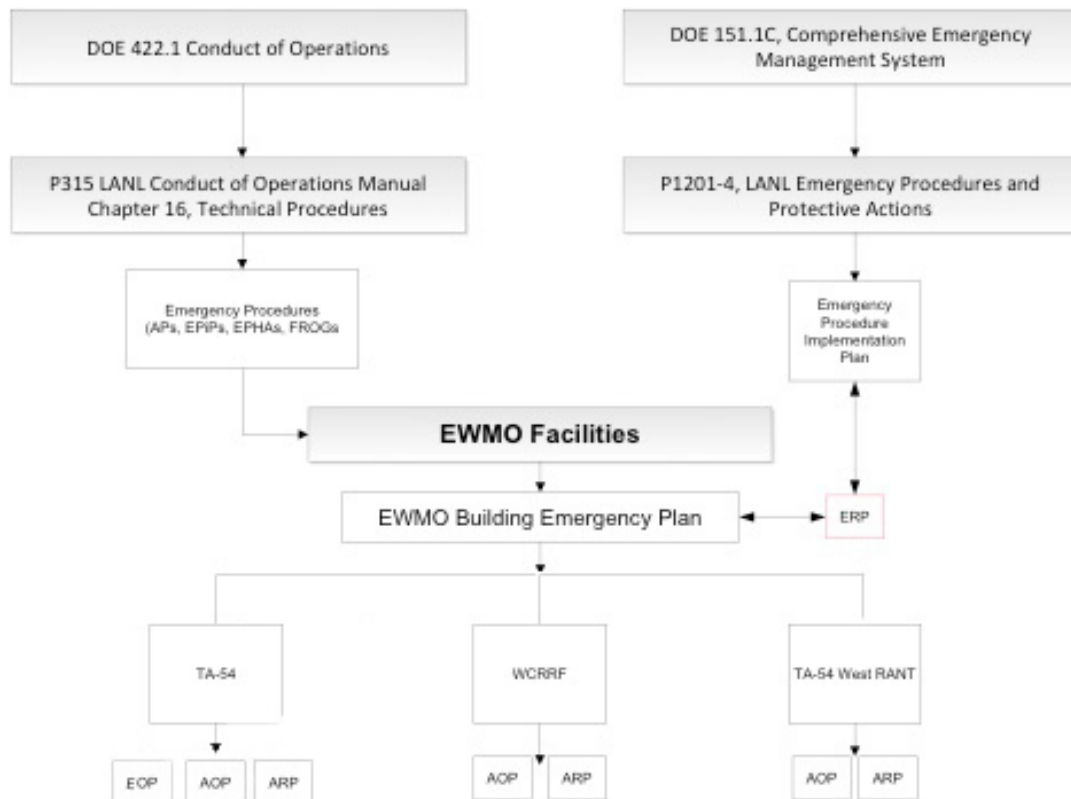 DOE 422.1 Conduct of Operations
DOE 151.1C, Comprehensive Emergency
Management System
P315 LANL Conduct of Operations Manual
Chapter 16, Technical Procedures
P1201-4, LANL Emergency Procedures and
Protective Actions
Emergency Procedures
(APs, EPiPs, EPHAs, FROGs
Emergency
Procedure
Implementation
Plan
EWMO Facilities
EWMO Building Emergency Plan
ERP
TA-54
WCRRF
TA-54 West RANT
EOP
AOP
ARP
AOP
ARP
AOP
ARP